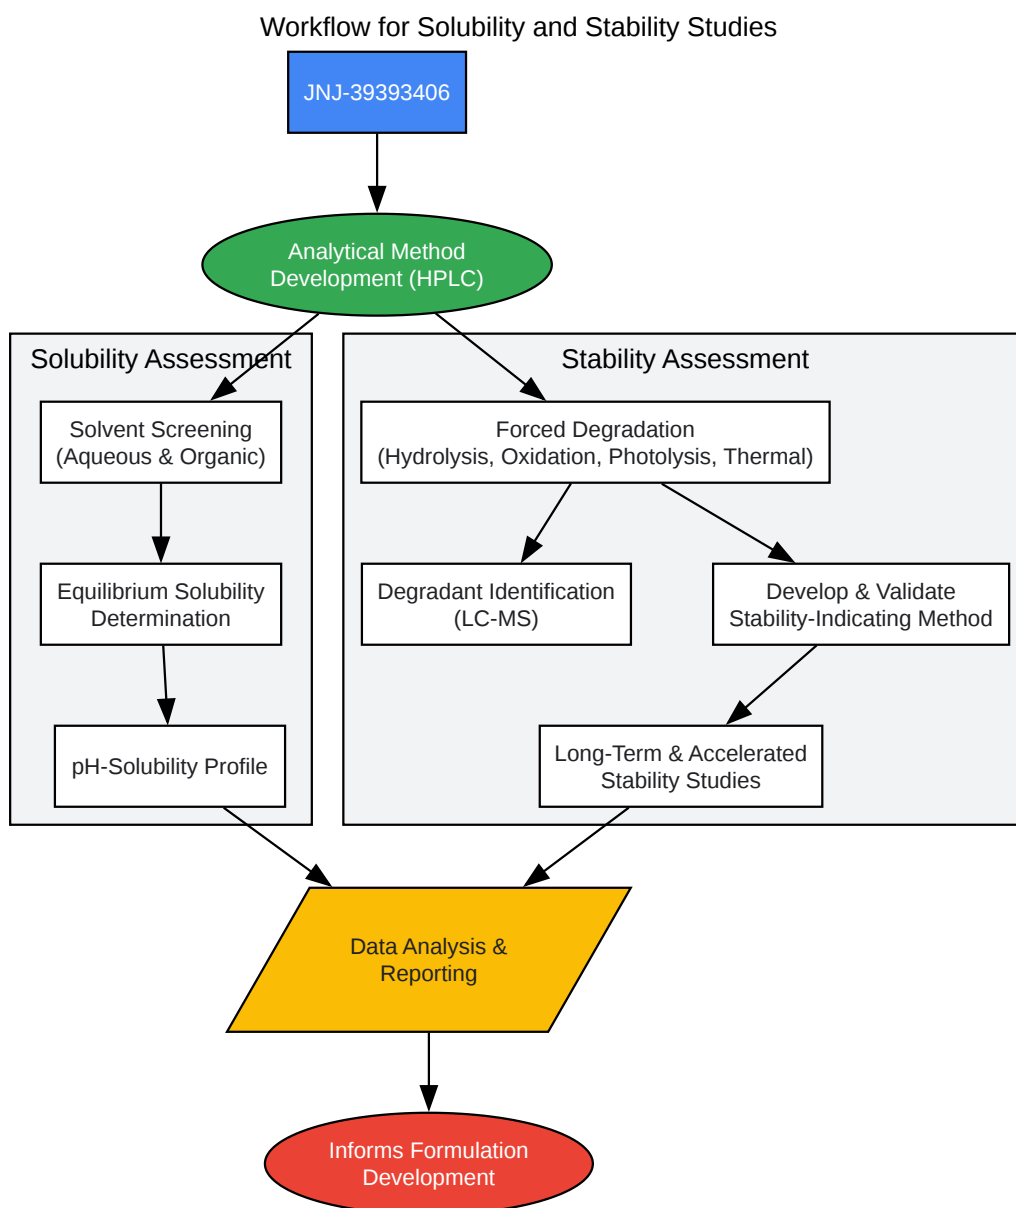 Workflow for Solubility and Stability Studies
JNJ-39393406
Analytical Method
Development (HPLC)
Solubility Assessment
Solvent Screening
(Aqueous & Organic)
Equilibrium Solubility
Determination
pH-Solubility Profile
Stability Assessment
Forced Degradation
(Hydrolysis, Oxidation, Photolysis, Thermal)
Degradant Identification
(LC-MS)
Develop & Validate
Stability-Indicating Method
Long-Term & Accelerated
Stability Studies
Data Analysis &
Reporting
Informs Formulation
Development